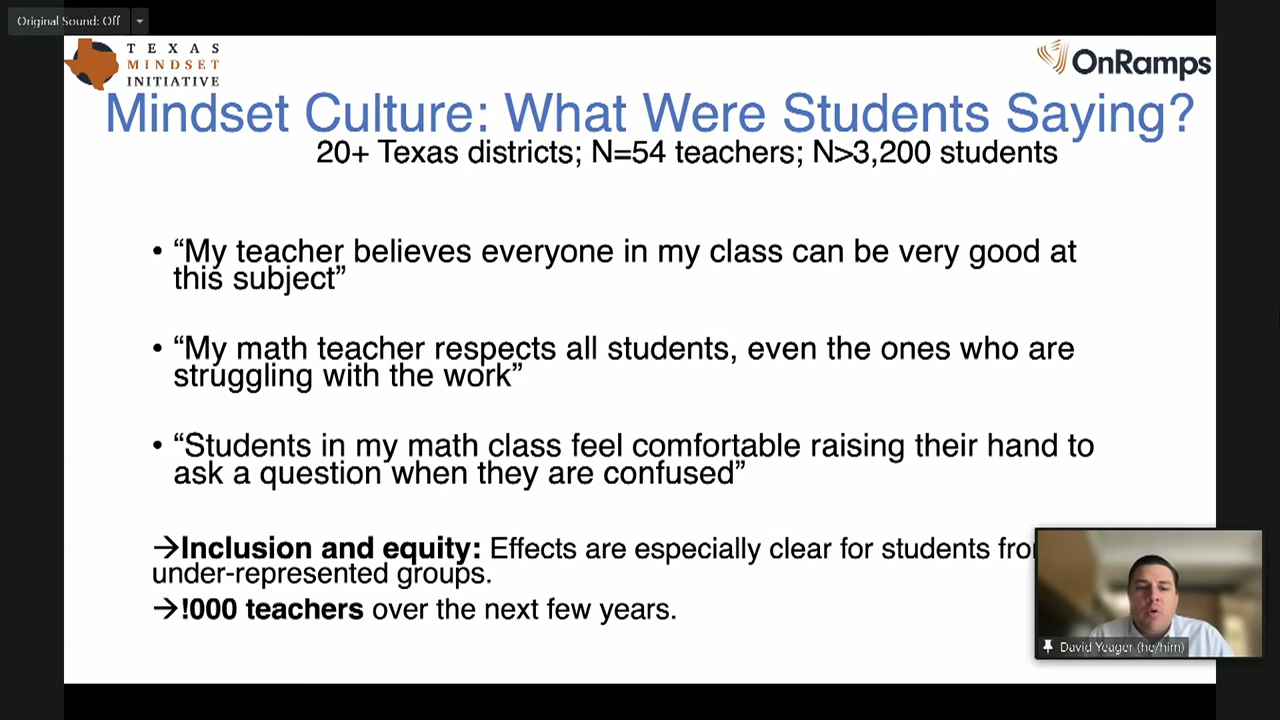 Original Sound: Off
TEXAS
MINDSET
INITIATIVE
OnRamps
Mindset Culture: What Were Students Saying?
20+ Texas districts; N=54 teachers; N>3,200 students
• “My teacher believes everyone in my class can be very good at
this subject”
• “My math teacher respects all students, even the ones who are
struggling with the work”
• “Students in my math class feel comfortable raising their hand to
ask a question when they are confused”
→Inclusion and equity: Effects are especially clear for students
under-represented groups.
→!000 teachers over the next few years.
David Yeager (he/him)